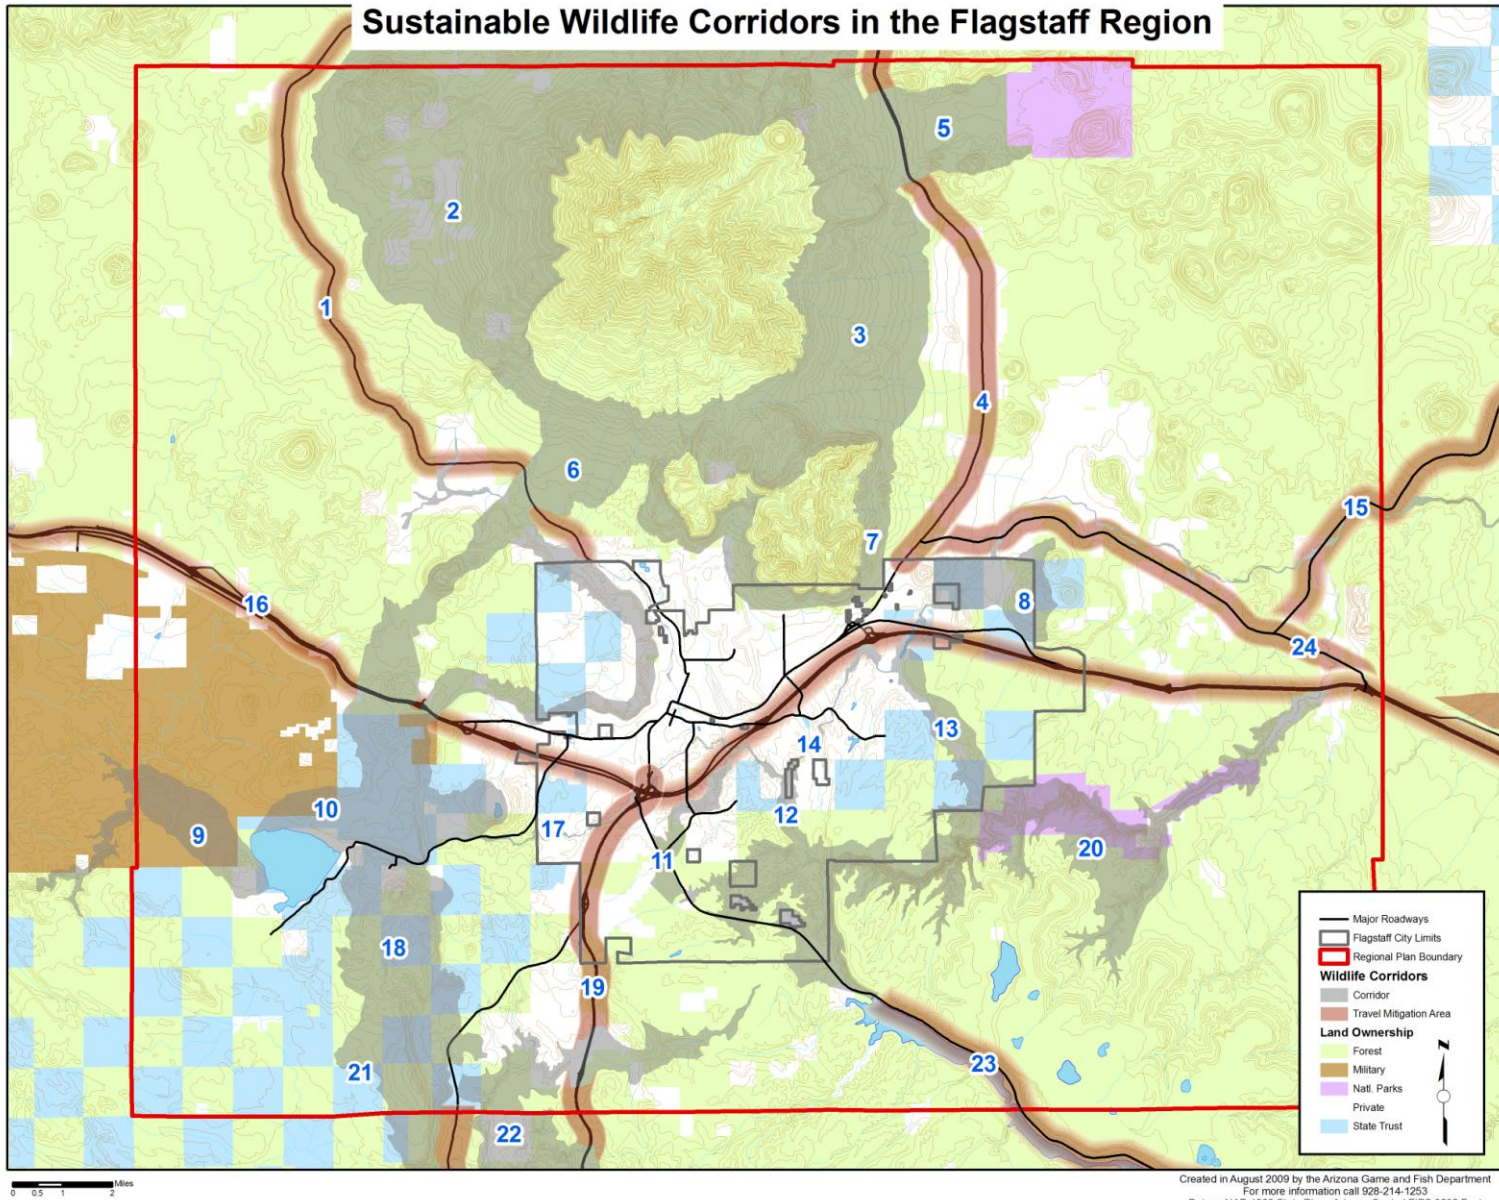 Sustainable Wildlife Corridors in the Flagstaff Region
5
2
1
3
4
6
15
7
16
8
24
13
14
10
12
9
17
11
20
18
19
23
21
22
Major Roadways
Flagstaff City Limits
Regional Plan Boundary
Wildlife Corridors
Corridor
Travel Mitigation Area
Land Ownership
Forest
Military
Natl. Parks
Private
State Trust
N
Miles
0 0.5 1 2
Created in August 2009 by the Arizona Game and Fish Department
For more information call 928-214-1253